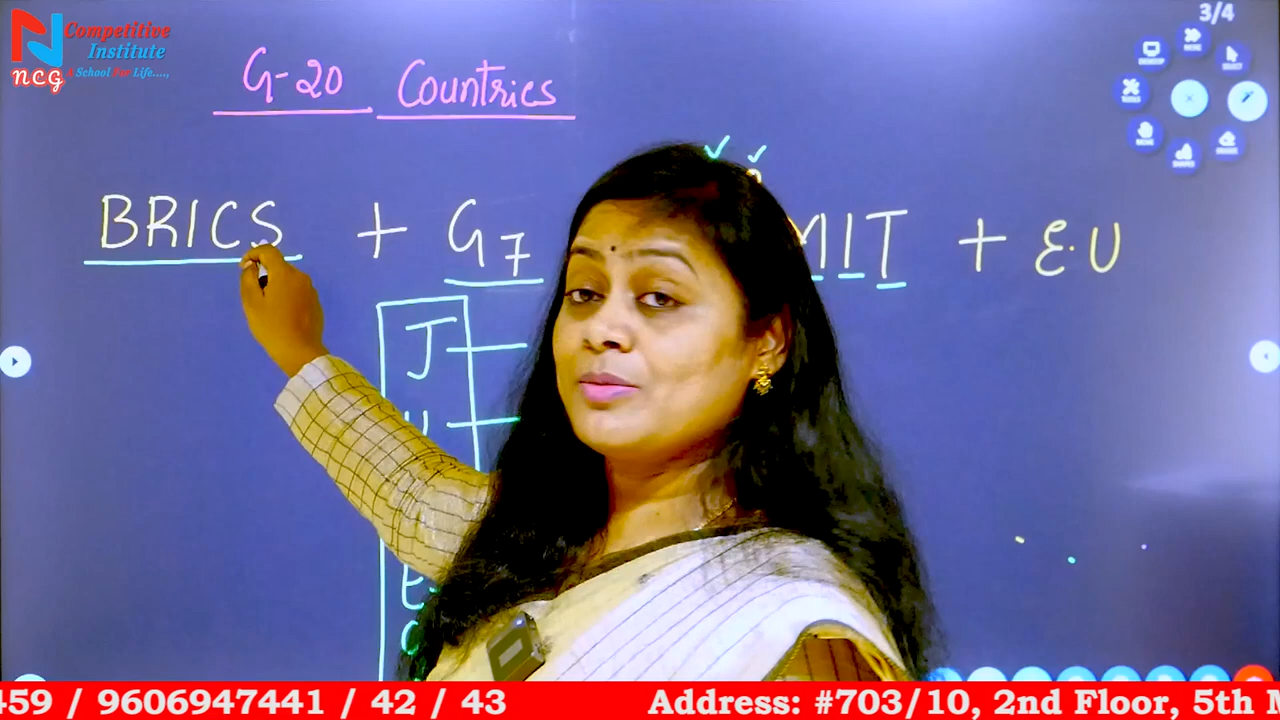 3/4
Competitive
Institute
ncg A School For Life....,
G-20 Countries
BRICS + G7 MIT + E.U
J
U
E
C
459 / 9606947441 / 42 / 43 Address: #703/10, 2nd Floor, 5th M